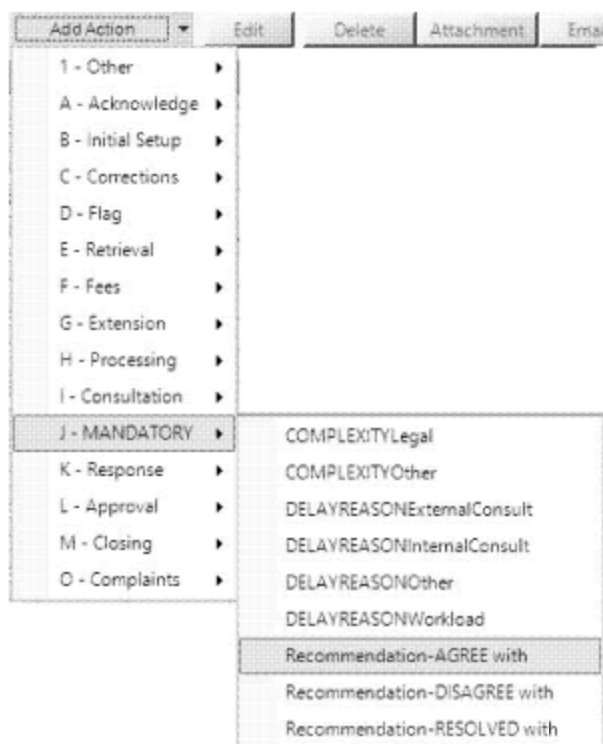 Add Action Edit Delete Attachment Emai
1 - Other
A - Acknowledge
B - Initial Setup
C - Corrections
D - Flag
E - Retrieval
F - Fees
G - Extension
H - Processing
I - Consultation
J - MANDATORY
COMPLEXITYLegal
K - Response
COMPLEXITYOther
L - Approval
DELAYREASONExternalConsult
M - Closing
DELAYREASONInternalConsult
O - Complaints
DELAYREASONOther
DELAYREASONWorkload
Recommendation-AGREE with
Recommendation-DISAGREE with
Recommendation-RESOLVED with